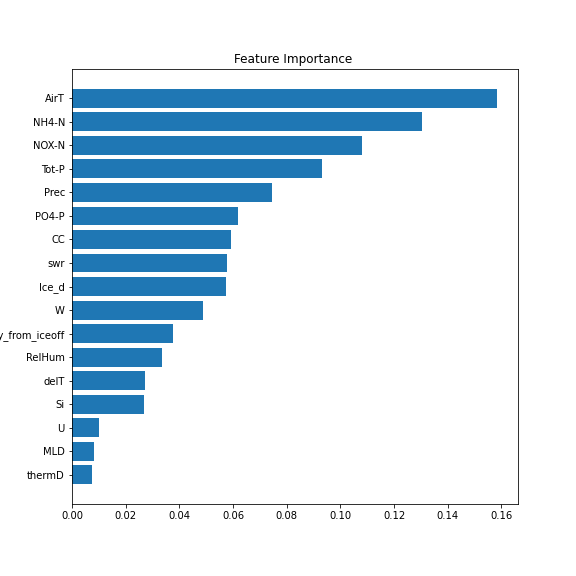 Feature Importance
AirT
NH4-N
NOX-N
Tot-P
Prec
PO4-P
CC
swr
Ice_d
W
y_from_iceoff
RelHum
delT
Si
U
MLD
thermD
0.00 0.02 0.04 0.06 0.08 0.10 0.12 0.14 0.16